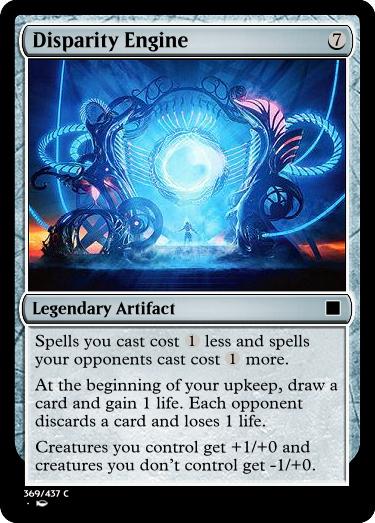 Disparity Engine 7
Legendary Artifact
Spells you cast cost 1 less and spells
your opponents cast cost 1 more.
At the beginning of your upkeep, draw a
card and gain 1 life. Each opponent
discards a card and loses 1 life.
Creatures you control get +1/+0 and
creatures you don't control get -1/+0.
369/437 C